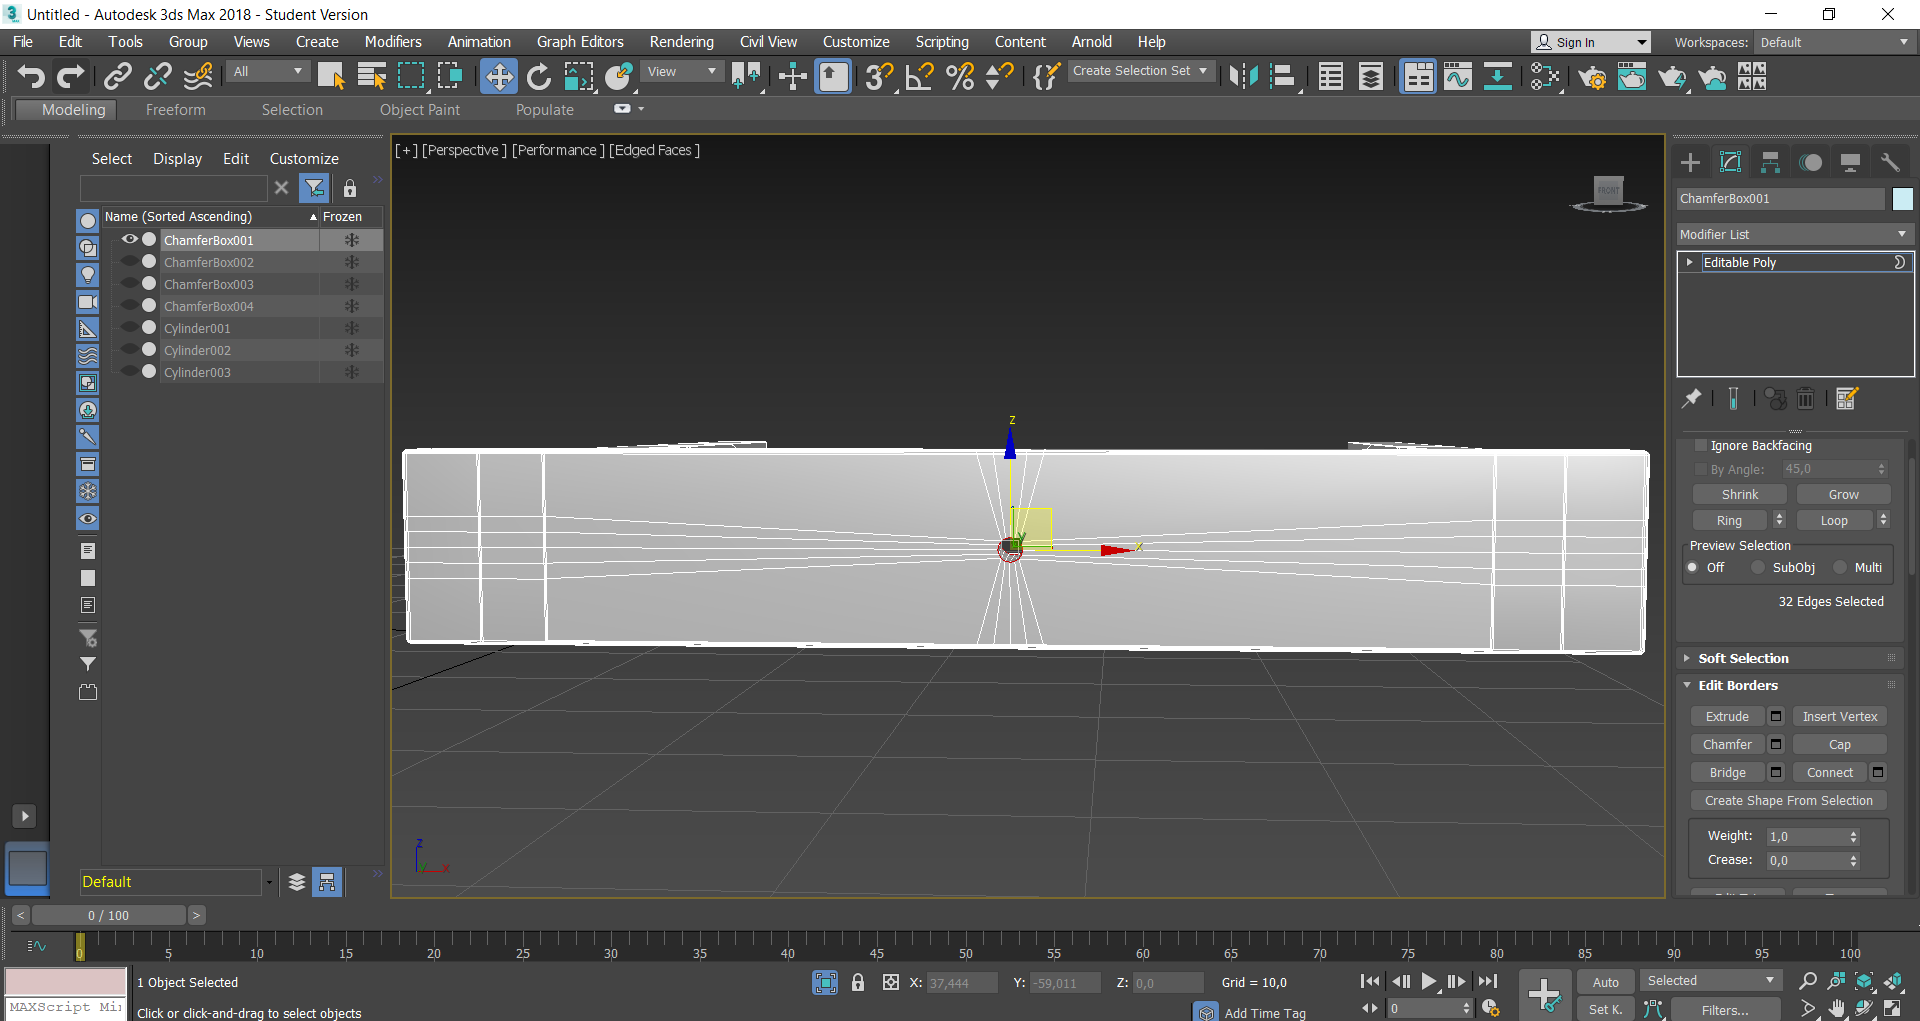 Untitled - Autodesk 3ds Max 2018 - Student Version
File Edit Tools Group Views Create Modifiers Animation Graph Editors Rendering Civil View Customize Scripting Content Arnold Help
Sign In Workspaces: Default
All View Create Selection Set
Modeling Freeform Selection Object Paint Populate
Select Display Edit Customize
Name (Sorted Ascending) Frozen
ChamferBox001
ChamferBox002
ChamferBox003
ChamferBox004
Cylinder001
Cylinder002
Cylinder003
Default
[+] [Perspective ] [Performance ] [Edged Faces ]
FRONT
z
y
x
z
y
x
ChamferBox001
Modifier List
Editable Poly
Ignore Backfacing
By Angle: 45,0
Shrink Grow
Ring Loop
Preview Selection
Off SubObj Multi
32 Edges Selected
Soft Selection
Edit Borders
Extrude Insert Vertex
Chamfer Cap
Bridge Connect
Create Shape From Selection
Weight: 1,0
Crease: 0,0
< 0 / 100 >
0 5 10 15 20 25 30 35 40 45 50 55 60 65 70 75 80 85 90 95 100
1 Object Selected X: 37,444 Y: -59,011 Z: 0,0 Grid = 10,0 Auto Selected
MAXScript Mi
Click or click-and-drag to select objects Add Time Tag 0 Set K. Filters...